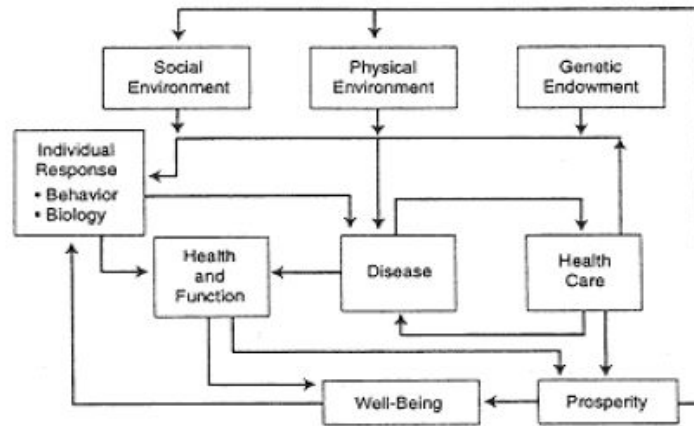 Social
Environment
Physical
Environment
Genetic
Endowment
Individual
Response
• Behavior
• Biology
Health
and
Function
Disease
Health
Care
Well-Being
Prosperity